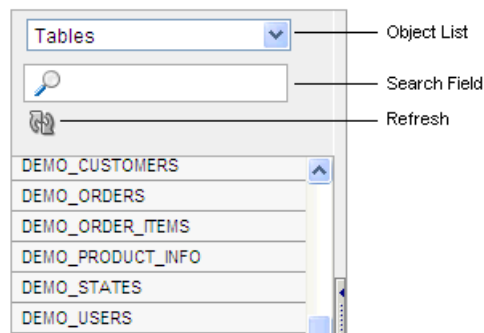 Tables
Object List
Search Field
Refresh
DEMO_CUSTOMERS
DEMO_ORDERS
DEMO_ORDER_ITEMS
DEMO_PRODUCT_INFO
DEMO_STATES
DEMO_USERS